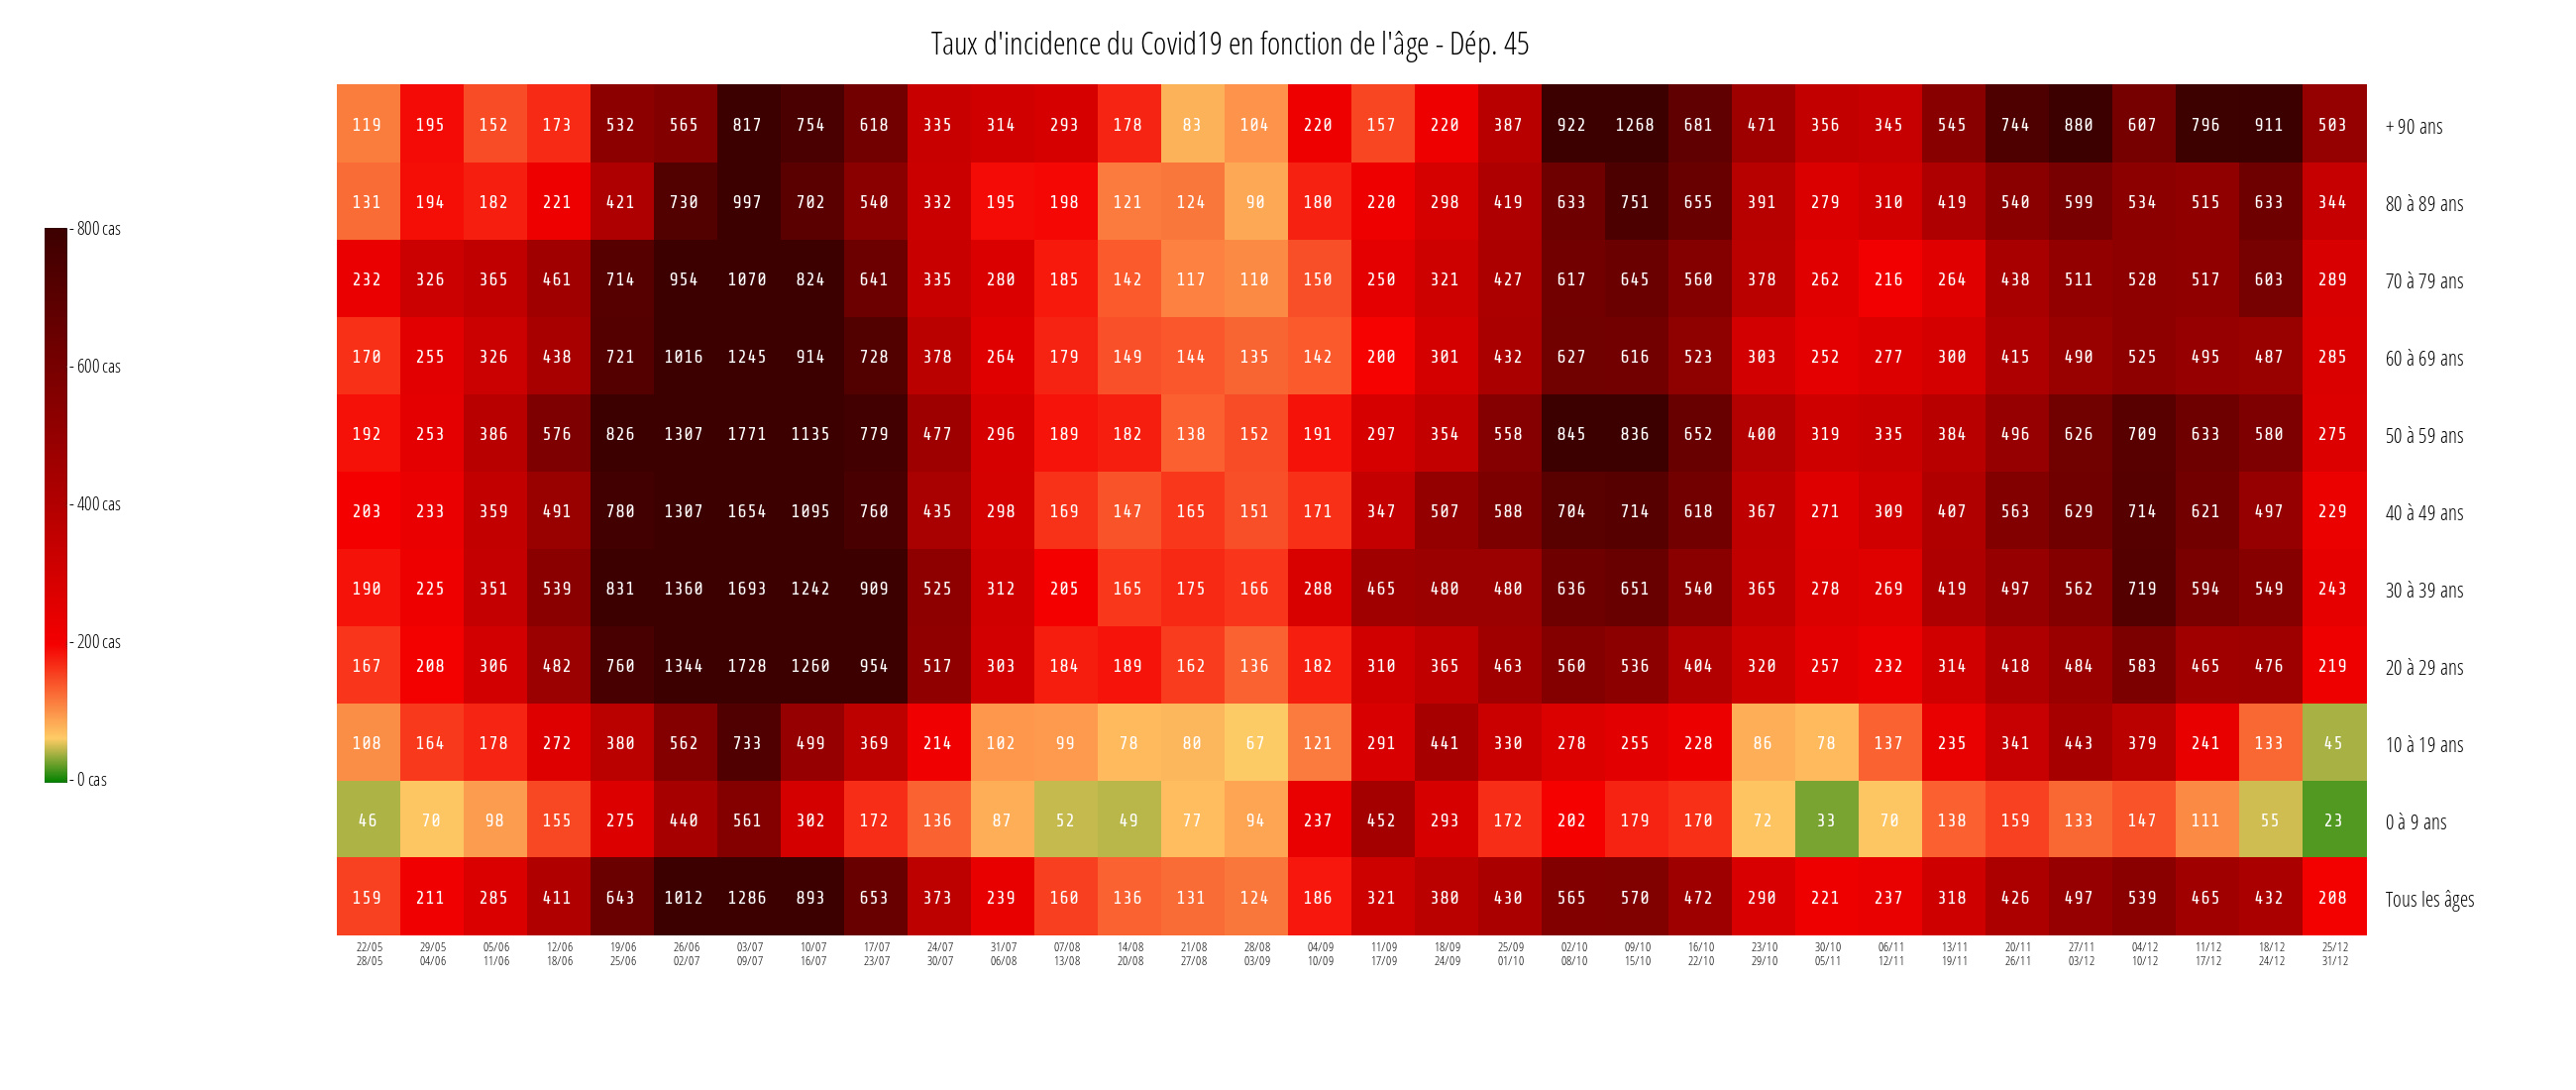 Taux d'incidence du Covid19 en fonction de l'âge - Dép. 45
- 800 cas
- 600 cas
- 400 cas
- 200 cas
- 0 cas
119 195 152 173 532 565 817 754 618 335 314 293 178 83 104 220 157 220 387 922 1268 681 471 356 345 545 744 880 607 796 911 503 + 90 ans
131 194 182 221 421 730 997 702 540 332 195 198 121 124 90 180 220 298 419 633 751 655 391 279 310 419 540 599 534 515 633 344 80 à 89 ans
232 326 365 461 714 954 1070 824 641 335 280 185 142 117 110 150 250 321 427 617 645 560 378 262 216 264 438 511 528 517 603 289 70 à 79 ans
170 255 326 438 721 1016 1245 914 728 378 264 179 149 144 135 142 200 301 432 627 616 523 303 252 277 300 415 490 525 495 487 285 60 à 69 ans
192 253 386 576 826 1307 1771 1135 779 477 296 189 182 138 152 191 297 354 558 845 836 652 400 319 335 384 496 626 709 633 580 275 50 à 59 ans
203 233 359 491 780 1307 1654 1095 760 435 298 169 147 165 151 171 347 507 588 704 714 618 367 271 309 407 563 629 714 621 497 229 40 à 49 ans
190 225 351 539 831 1360 1693 1242 909 525 312 205 165 175 166 288 465 480 480 636 651 540 365 278 269 419 497 562 719 594 549 243 30 à 39 ans
167 208 306 482 760 1344 1728 1260 954 517 303 184 189 162 136 182 310 365 463 560 536 404 320 257 232 314 418 484 583 465 476 219 20 à 29 ans
108 164 178 272 380 562 733 499 369 214 102 99 78 80 67 121 291 441 330 278 255 228 86 78 137 235 341 443 379 241 133 45 10 à 19 ans
46 70 98 155 275 440 561 302 172 136 87 52 49 77 94 237 452 293 172 202 179 170 72 33 70 138 159 133 147 111 55 23 0 à 9 ans
159 211 285 411 643 1012 1286 893 653 373 239 160 136 131 124 186 321 380 430 565 570 472 290 221 237 318 426 497 539 465 432 208 Tous les âges
22/05 29/05 05/06 12/06 19/06 26/06 03/07 10/07 17/07 24/07 31/07 07/08 14/08 21/08 28/08 04/09 11/09 18/09 25/09 02/10 09/10 16/10 23/10 30/10 06/11 13/11 20/11 27/11 04/12 11/12 18/12 25/12
28/05 04/06 11/06 18/06 25/06 02/07 09/07 16/07 23/07 30/07 06/08 13/08 20/08 27/08 03/09 10/09 17/09 24/09 01/10 08/10 15/10 22/10 29/10 05/11 12/11 19/11 26/11 03/12 10/12 17/12 24/12 31/12